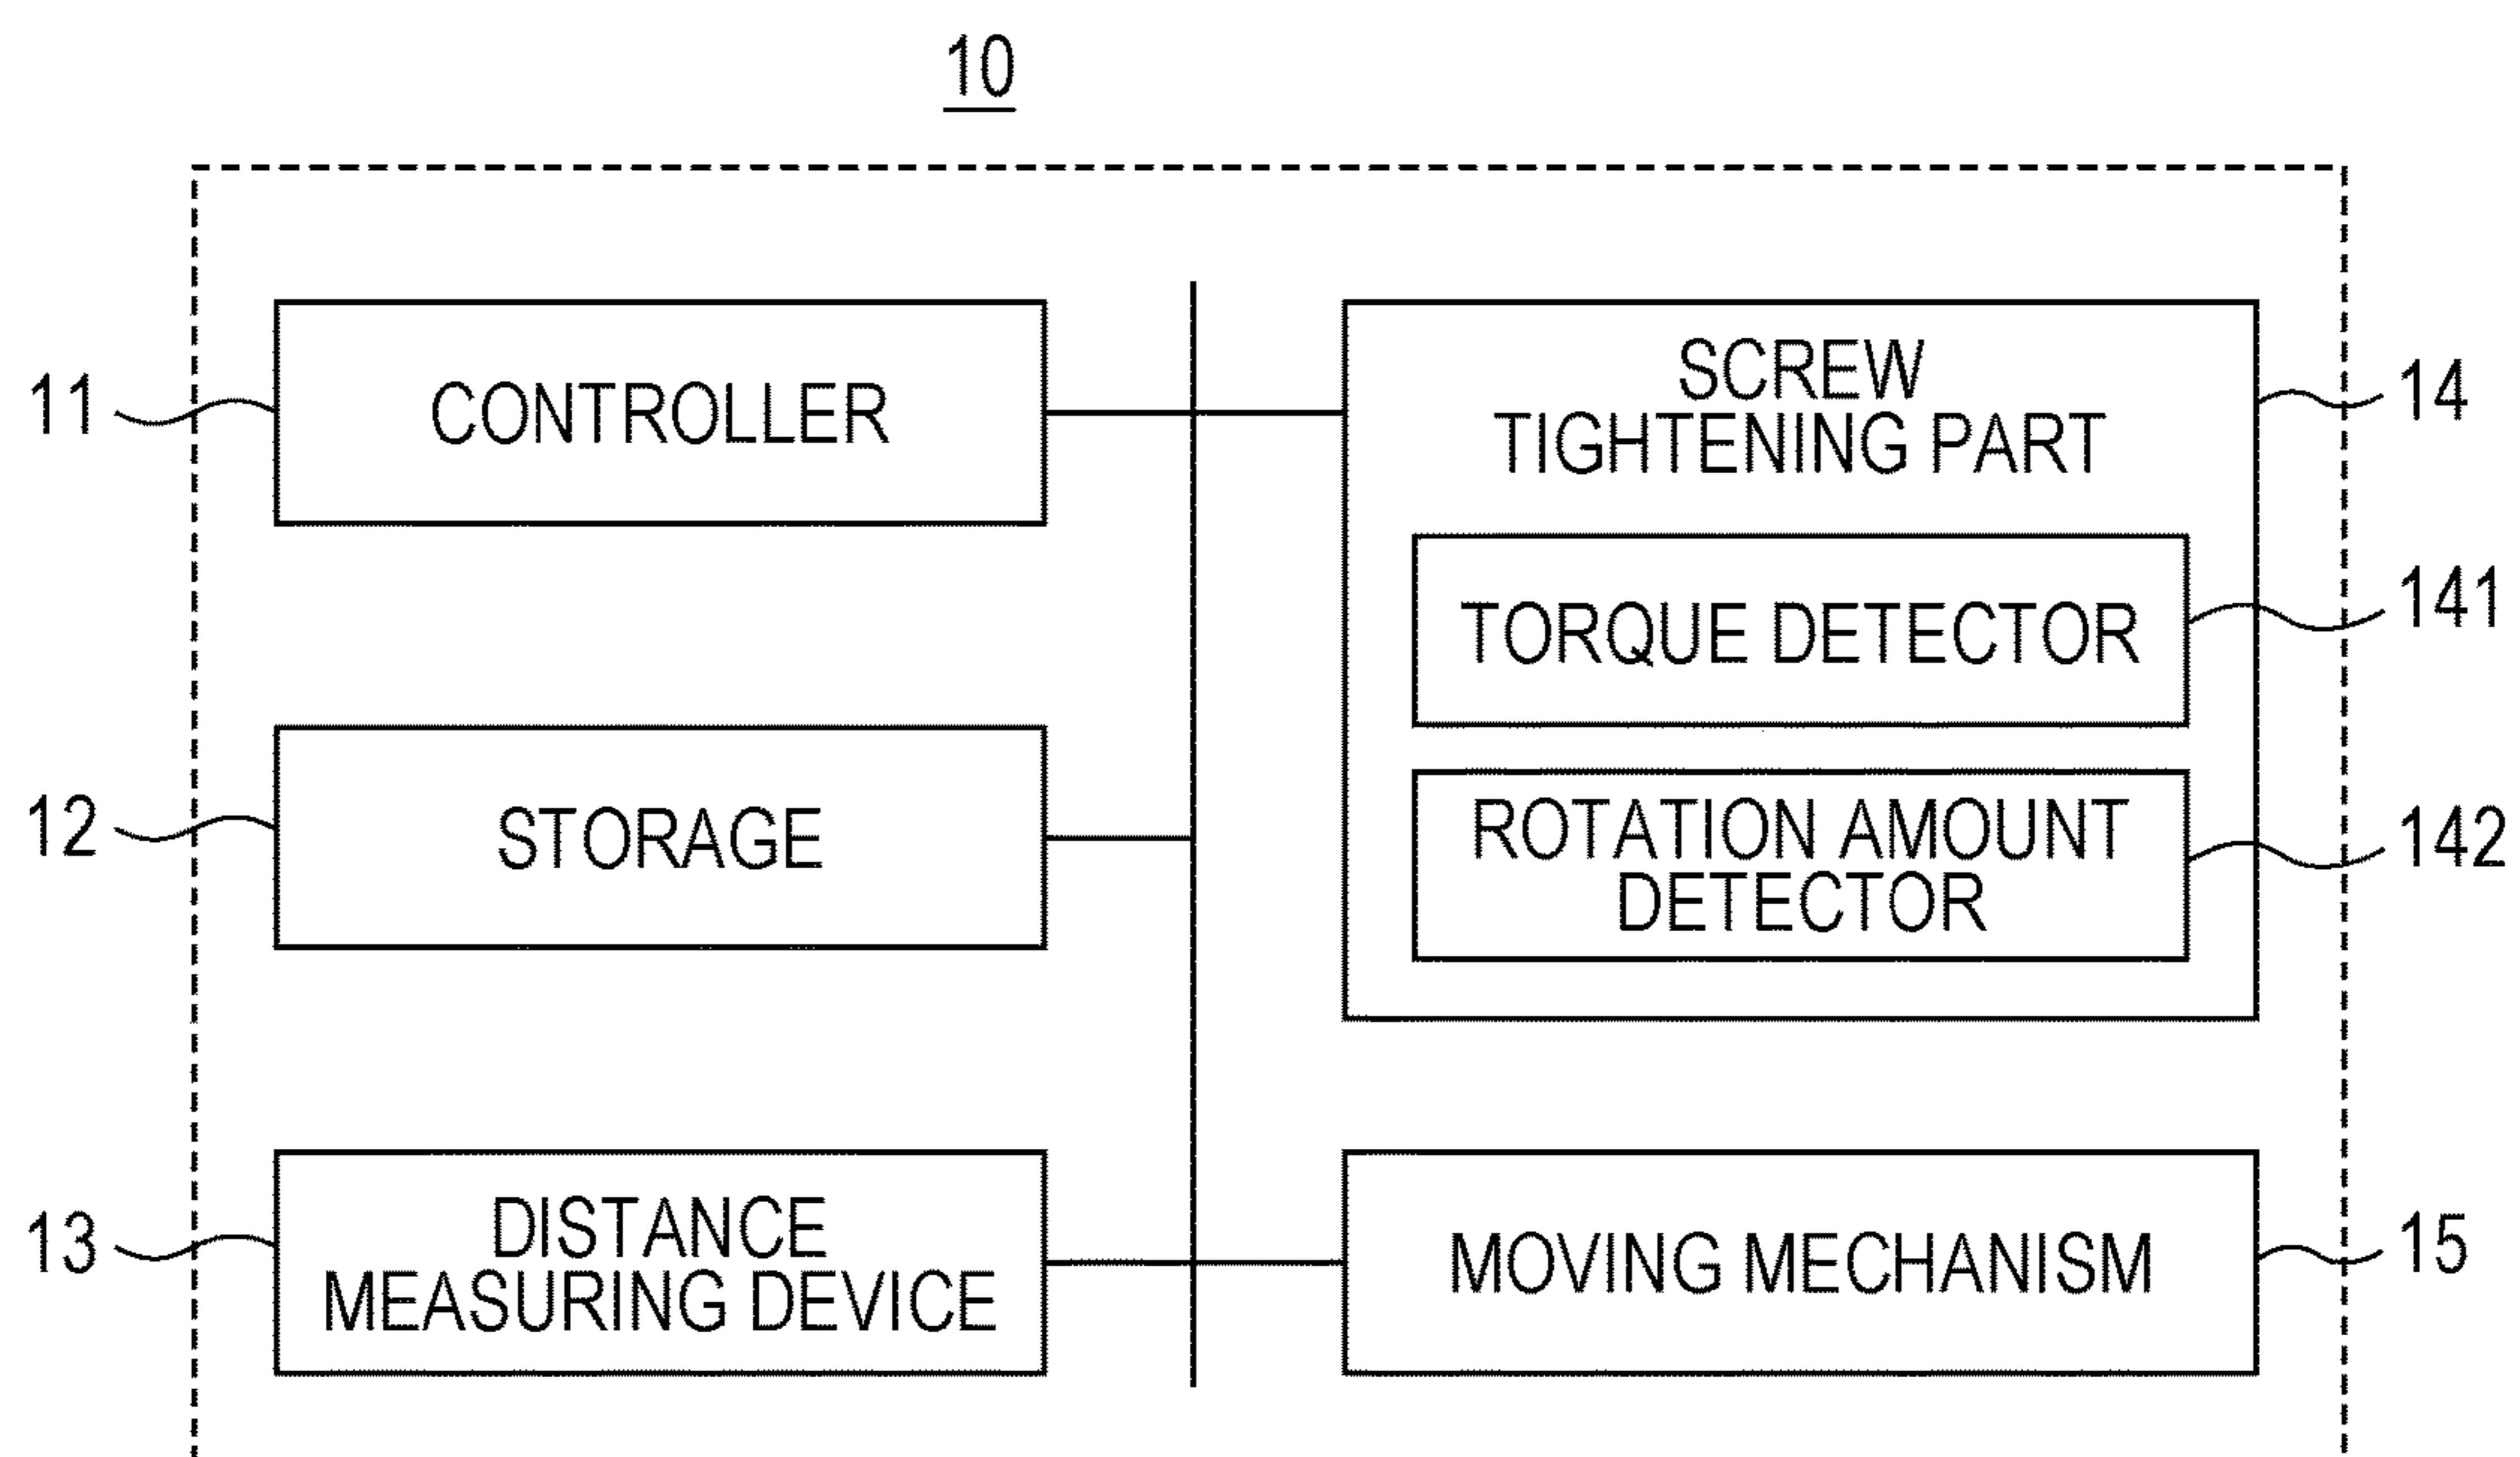 10
11
CONTROLLER
SCREW
TIGHTENING PART
14
TORQUE DETECTOR
141
12
STORAGE
ROTATION AMOUNT
DETECTOR
142
13
DISTANCE
MEASURING DEVICE
MOVING MECHANISM
15